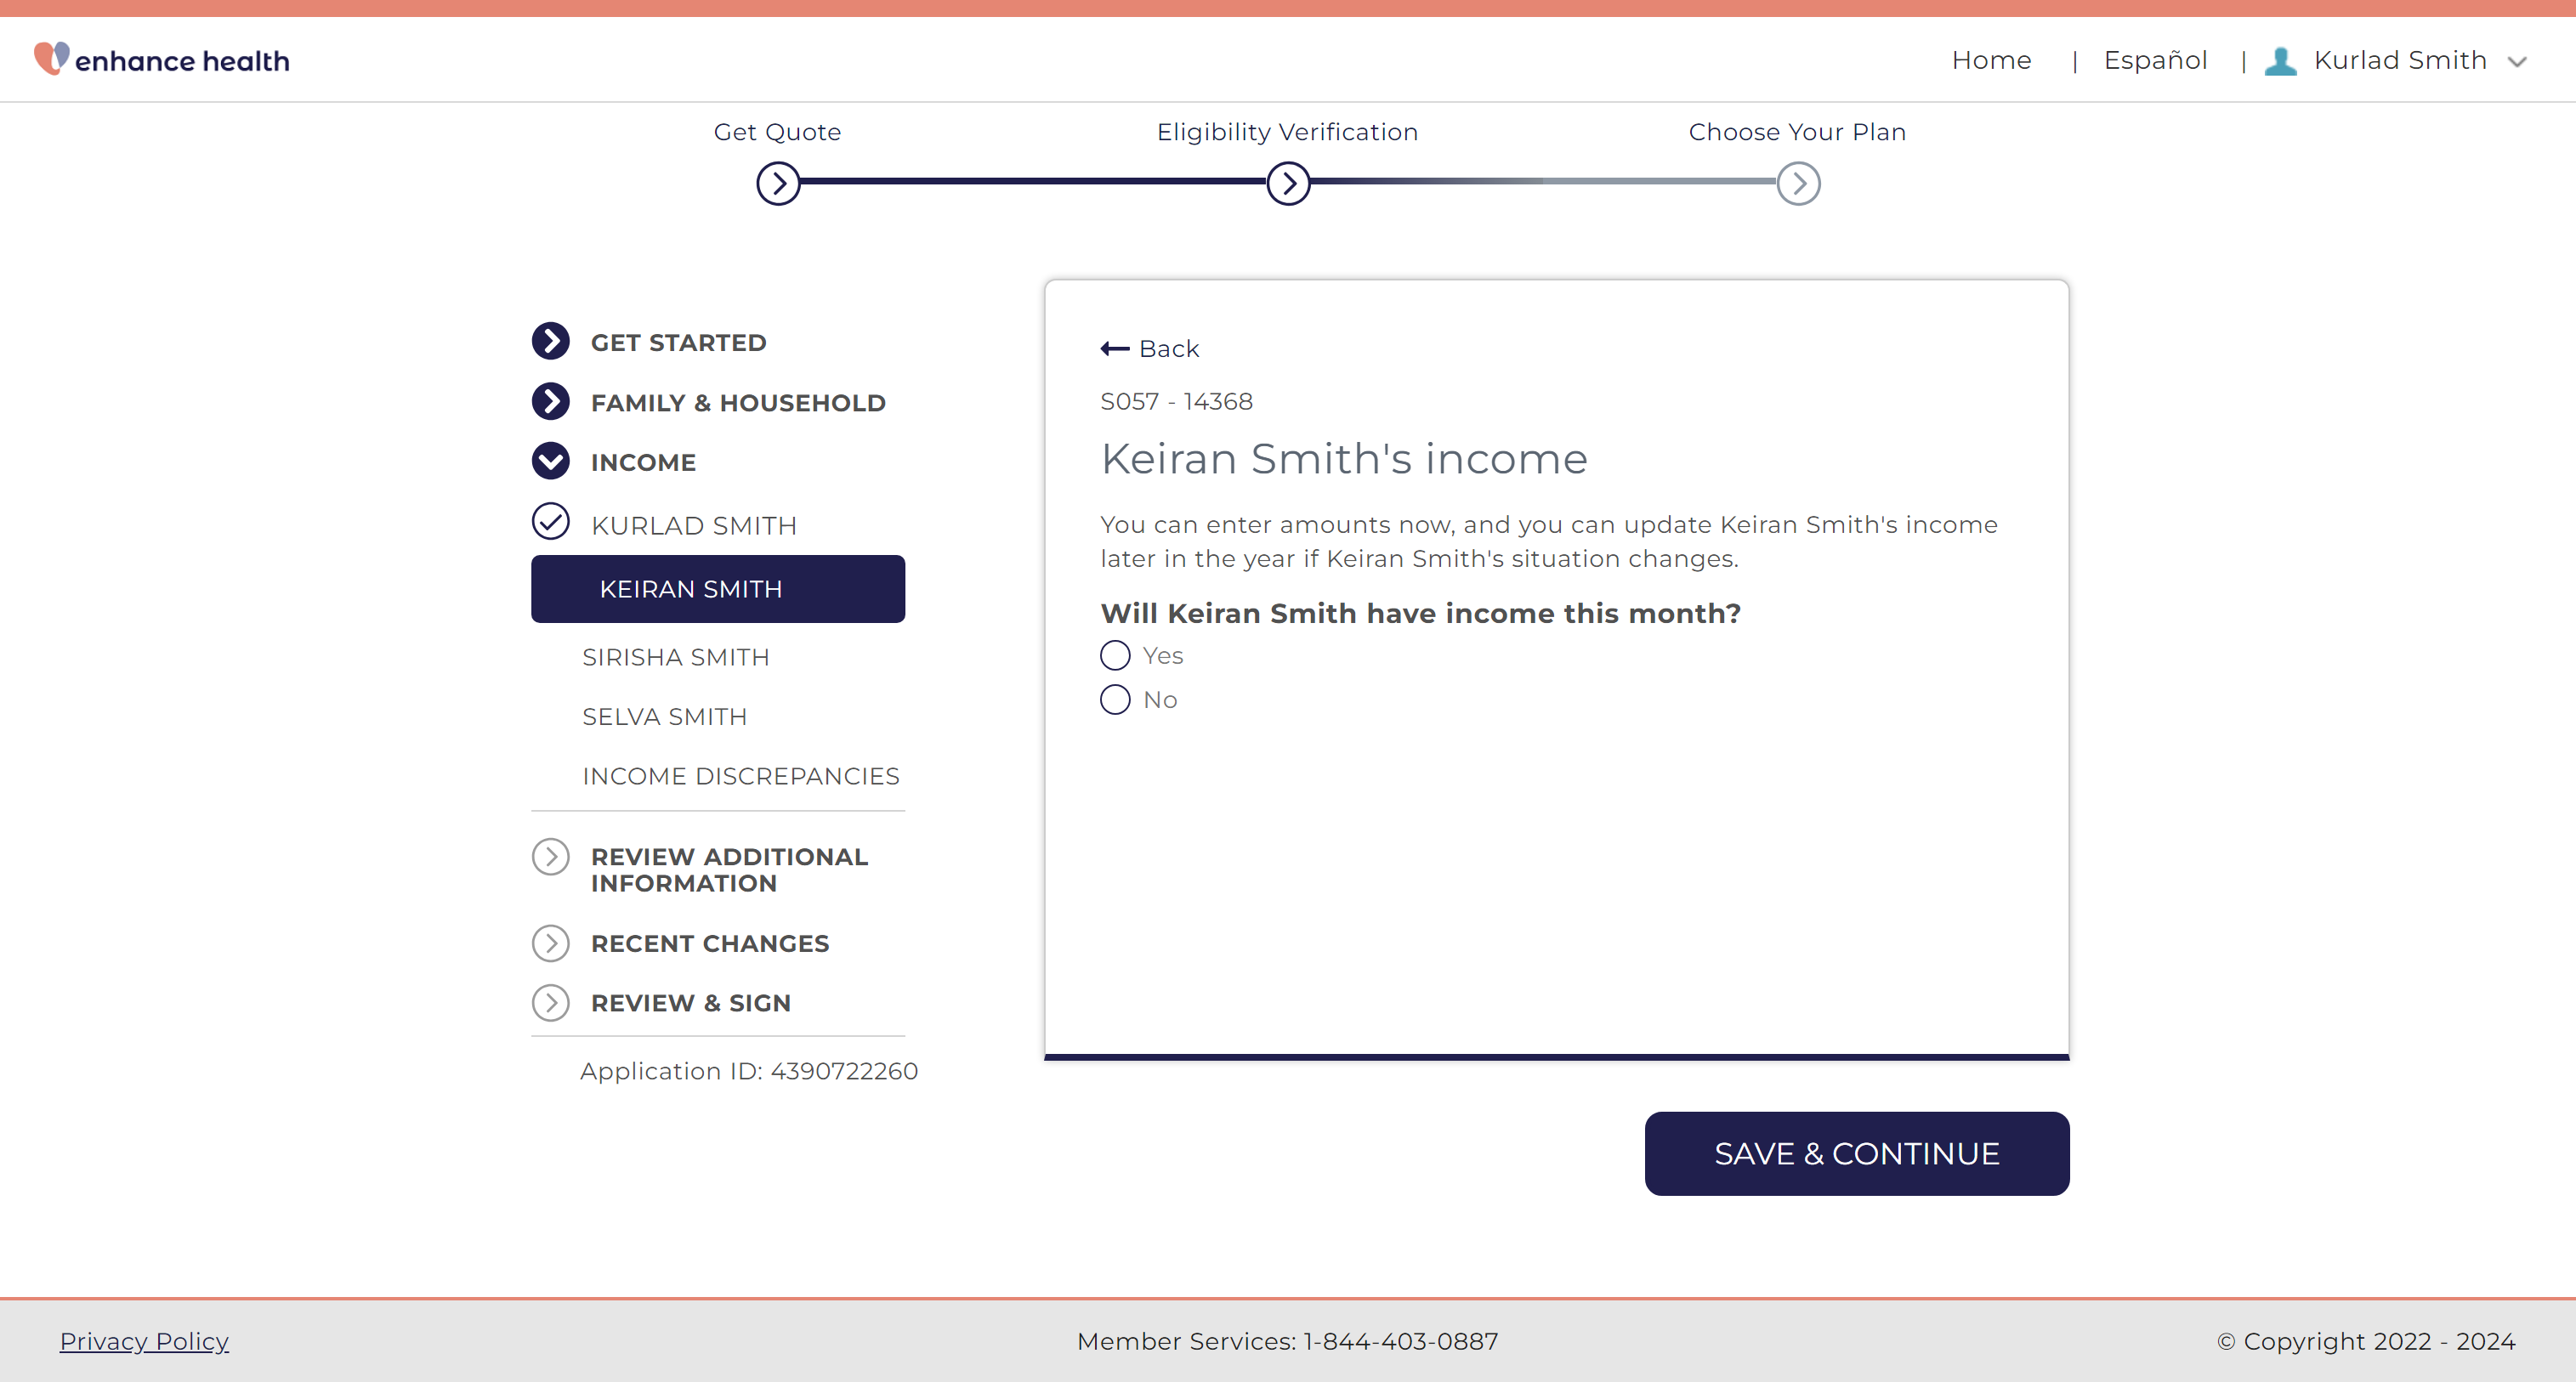 enhance health
Home | Español | Kurlad Smith
Get Quote
Eligibility Verification
Choose Your Plan
GET STARTED
FAMILY & HOUSEHOLD
INCOME
KURLAD SMITH
KEIRAN SMITH
SIRISHA SMITH
SELVA SMITH
INCOME DISCREPANCIES
REVIEW ADDITIONAL
INFORMATION
RECENT CHANGES
REVIEW & SIGN
Application ID: 4390722260
Back
S057 - 14368
Keiran Smith's income
You can enter amounts now, and you can update Keiran Smith's income
later in the year if Keiran Smith's situation changes.
Will Keiran Smith have income this month?
Yes
No
SAVE & CONTINUE
Privacy Policy
Member Services: 1-844-403-0887
© Copyright 2022 - 2024